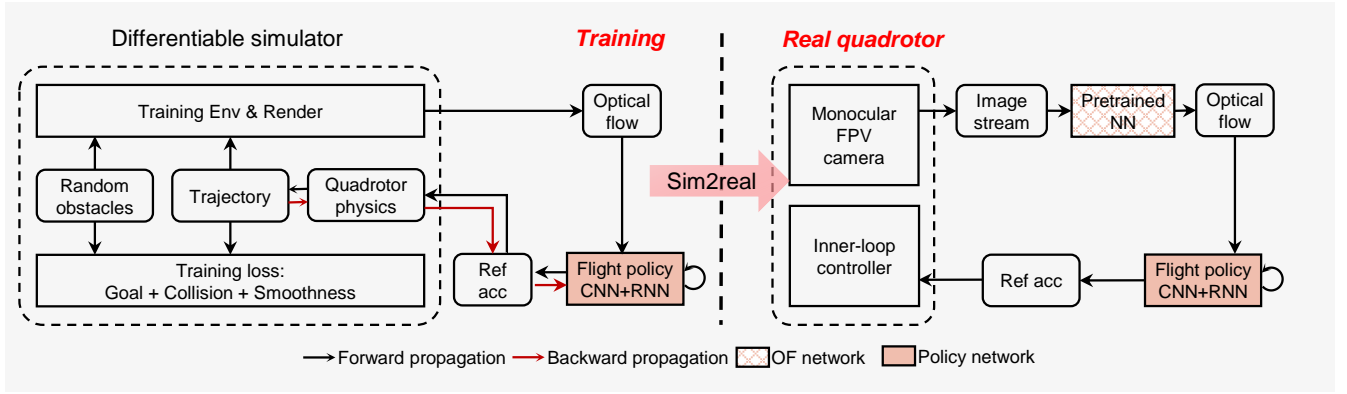 Differentiable simulator
Training
Training Env & Render
Optical
flow
Random
obstacles
Trajectory
Quadrotor
physics
Training loss:
Goal + Collision + Smoothness
Ref
acc
Flight policy
CNN+RNN
Sim2real
Real quadrotor
Monocular
FPV
camera
Image
stream
Pretrained
NN
Optical
flow
Inner-loop
controller
Ref acc
Flight policy
CNN+RNN
Forward propagation
Backward propagation
OF network
Policy network